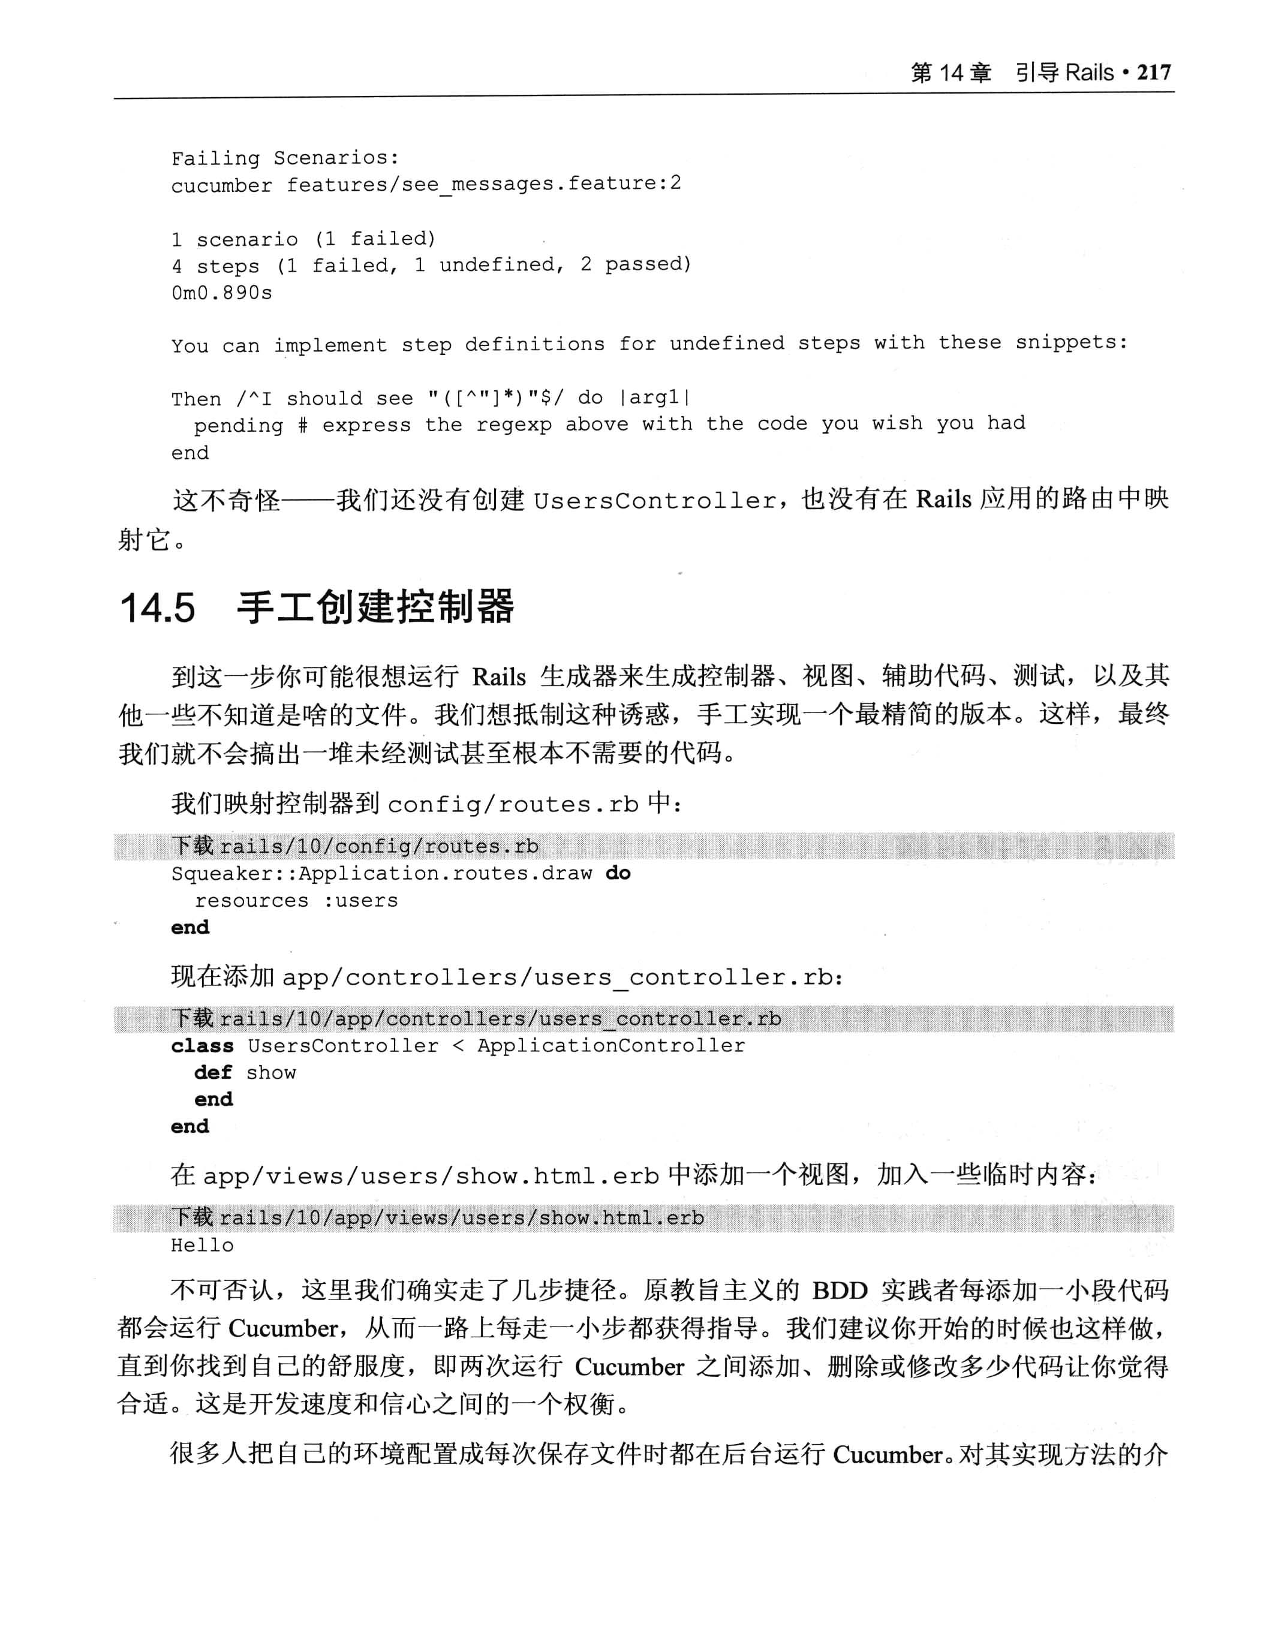 第 14 章 引导 Rails · 217
Failing Scenarios:
cucumber features/see_messages.feature:2
1 scenario (1 failed)
4 steps (1 failed, 1 undefined, 2 passed)
0m0.890s
You can implement step definitions for undefined steps with these snippets:
Then /^I should see "([^"]*)"$/ do |arg1|
  pending # express the regexp above with the code you wish you had
end
这不奇怪——我们还没有创建 UsersController，也没有在 Rails 应用的路由中映
射它。
14.5 手工创建控制器
到这一步你可能很想运行 Rails 生成器来生成控制器、视图、辅助代码、测试，以及其
他一些不知道是啥的文件。我们想抵制这种诱惑，手工实现一个最精简的版本。这样，最终
我们就不会搞出一堆未经测试甚至根本不需要的代码。
我们映射控制器到 config/routes.rb 中：
下载 rails/10/config/routes.rb
Squeaker::Application.routes.draw do
  resources :users
end
现在添加 app/controllers/users_controller.rb：
下载 rails/10/app/controllers/users_controller.rb
class UsersController < ApplicationController
  def show
  end
end
在 app/views/users/show.html.erb 中添加一个视图，加入一些临时内容：
下载 rails/10/app/views/users/show.html.erb
Hello
不可否认，这里我们确实走了几步捷径。原教旨主义的 BDD 实践者每添加一小段代码
都会运行 Cucumber，从而一路上每走一小步都获得指导。我们建议你开始的时候也这样做，
直到你找到自己的舒服度，即两次运行 Cucumber 之间添加、删除或修改多少代码让你觉得
合适。这是开发速度和信心之间的一个权衡。
很多人把自己的环境配置成每次保存文件时都在后台运行 Cucumber。对其实现方法的介